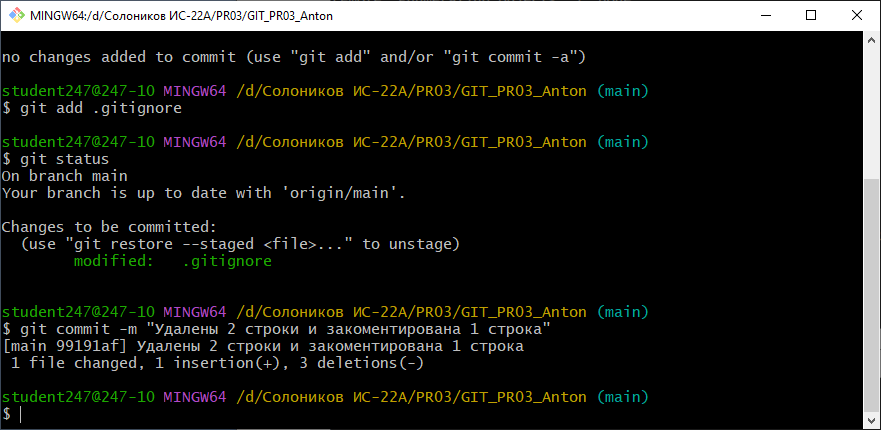 MINGW64:/d/Солоников ИС-22А/PR03/GIT_PR03_Anton
no changes added to commit (use "git add" and/or "git commit -a")
student247@247-10 MINGW64 /d/Солоников ИС-22А/PR03/GIT_PR03_Anton (main)
$ git add .gitignore
student247@247-10 MINGW64 /d/Солоников ИС-22А/PR03/GIT_PR03_Anton (main)
$ git status
On branch main
Your branch is up to date with 'origin/main'.
Changes to be committed:
(use "git restore --staged <file>..." to unstage)
modified: .gitignore
student247@247-10 MINGW64 /d/Солоников ИС-22А/PR03/GIT_PR03_Anton (main)
$ git commit -m "Удалены 2 строки и закоментирована 1 строка"
[main 99191af] Удалены 2 строки и закоментирована 1 строка
1 file changed, 1 insertion(+), 3 deletions(-)
student247@247-10 MINGW64 /d/Солоников ИС-22А/PR03/GIT_PR03_Anton (main)
$